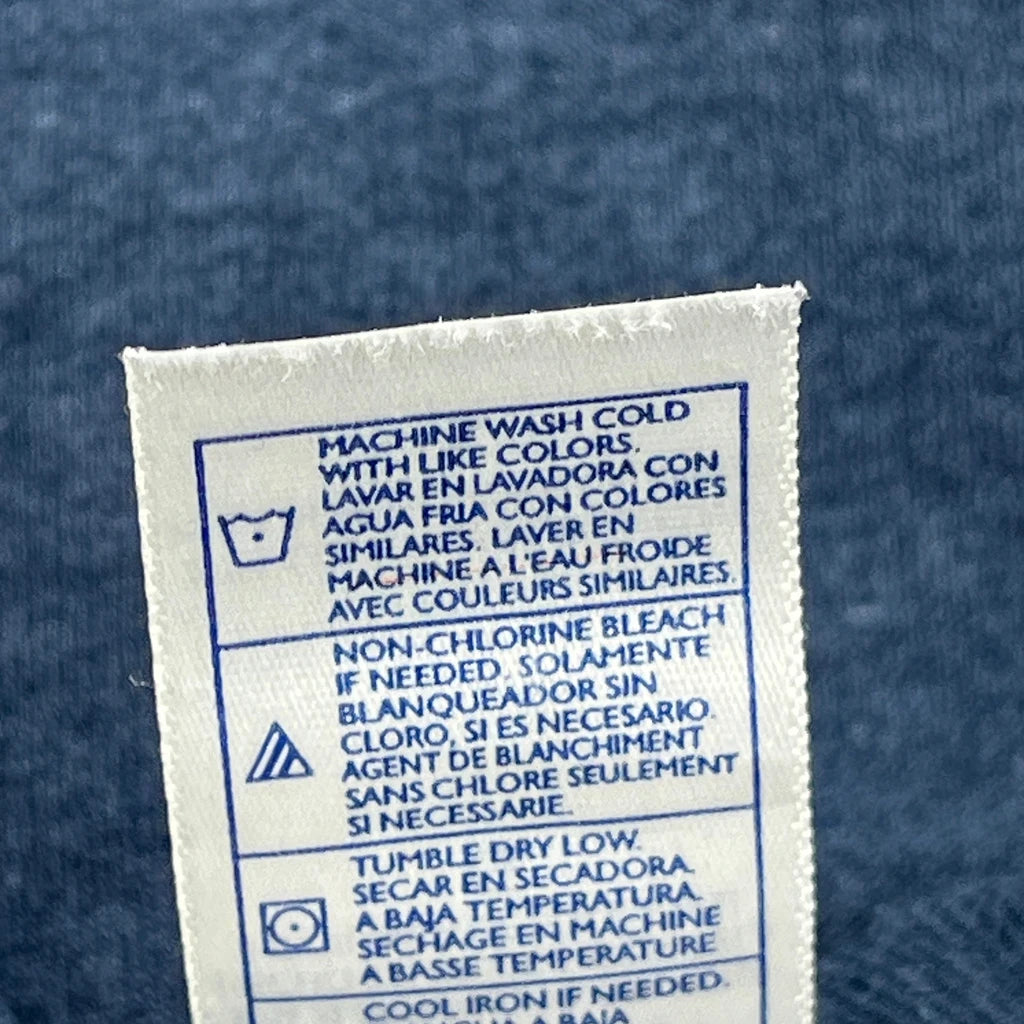 MACHINE WASH COLD
WITH LIKE COLORS.
LAVAR EN LAVADORA CON
AGUA FRIA CON COLORES
SIMILARES. LAVER EN
MACHINE A L'EAU FROIDE
AVEC COULEURS SIMILAIRES.
NON-CHLORINE BLEACH
IF NEEDED. SOLAMENTE
BLANQUEADOR SIN
CLORO, SI ES NECESARIO.
AGENT DE BLANCHIMENT
SANS CHLORE SEULEMENT
SI NECESSARIE.
TUMBLE DRY LOW.
SECAR EN SECADORA
A BAJA TEMPERATURA.
SECHAGE EN MACHINE
A BASSE TEMPERATURE
COOL IRON IF NEEDED.
A BAJA